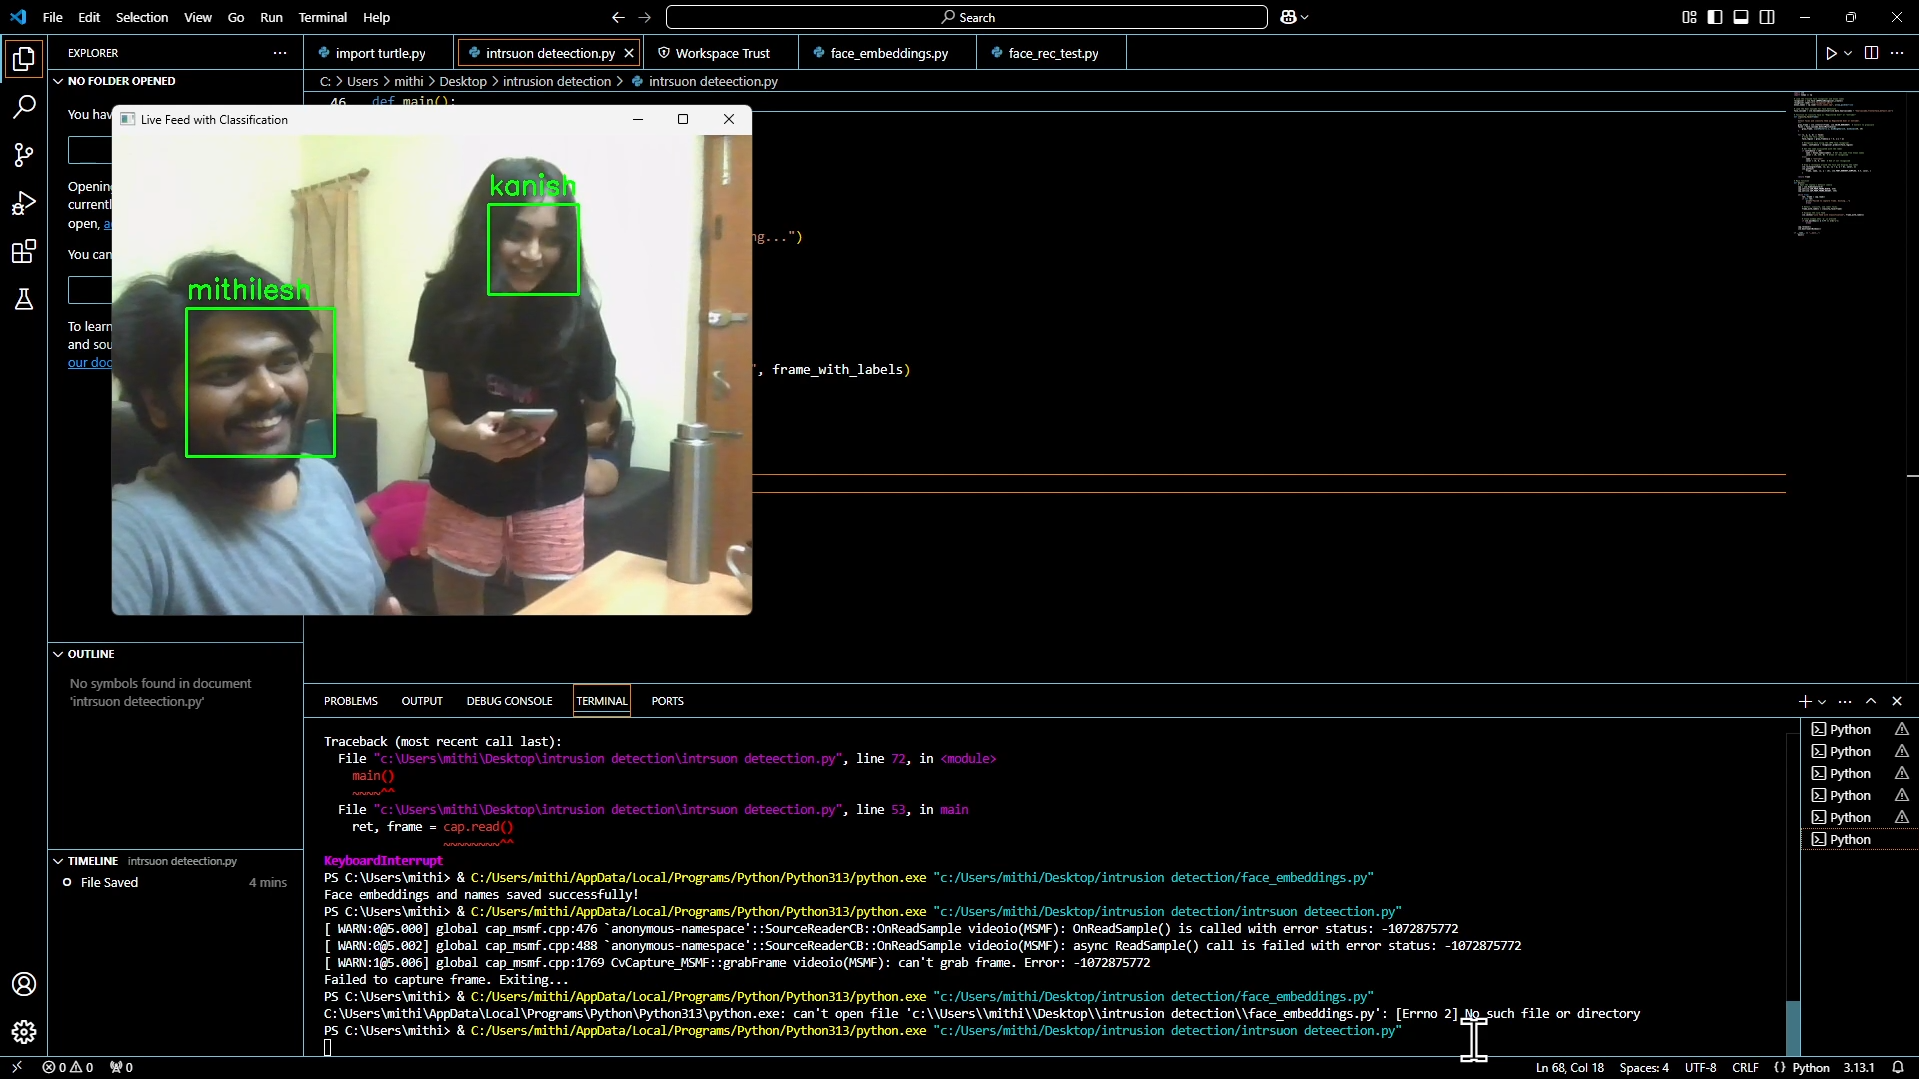 File Edit Selection View Go Run Terminal Help
Search
EXPLORER
import turtle.py
intrsuon deteection.py
Workspace Trust
face_embeddings.py
face_rec_test.py
NO FOLDER OPENED
C: > Users > mithi > Desktop > intrusion detection > intrsuon deteection.py
You hav
46 def main():
Live Feed with Classification
kanish
mithilesh
Opening
currentl
open, a
You can
To learn
and sou
our doc
ng...")
", frame_with_labels)
OUTLINE
No symbols found in document
'intrsuon deteection.py'
TIMELINE intrsuon deteection.py
File Saved 4 mins
PROBLEMS OUTPUT DEBUG CONSOLE TERMINAL PORTS
Traceback (most recent call last):
File "c:\Users\mithi\Desktop\intrusion detection\intrsuon deteection.py", line 72, in <module>
main()
~~~~^^
File "c:\Users\mithi\Desktop\intrusion detection\intrsuon deteection.py", line 53, in main
ret, frame = cap.read()
~~~~~~~~^^
KeyboardInterrupt
PS C:\Users\mithi> & C:/Users/mithi/AppData/Local/Programs/Python/Python313/python.exe "c:/Users/mithi/Desktop/intrusion detection/face_embeddings.py"
Face embeddings and names saved successfully!
PS C:\Users\mithi> & C:/Users/mithi/AppData/Local/Programs/Python/Python313/python.exe "c:/Users/mithi/Desktop/intrusion detection/intrsuon deteection.py"
[ WARN:0@5.000] global cap_msmf.cpp:476 `anonymous-namespace'::SourceReaderCB::OnReadSample videoio(MSMF): OnReadSample() is called with error status: -1072875772
[ WARN:0@5.002] global cap_msmf.cpp:488 `anonymous-namespace'::SourceReaderCB::OnReadSample videoio(MSMF): async ReadSample() call is failed with error status: -1072875772
[ WARN:1@5.006] global cap_msmf.cpp:1769 CvCapture_MSMF::grabFrame videoio(MSMF): can't grab frame. Error: -1072875772
Failed to capture frame. Exiting...
PS C:\Users\mithi> & C:/Users/mithi/AppData/Local/Programs/Python/Python313/python.exe "c:/Users/mithi/Desktop/intrusion detection/face_embeddings.py"
C:\Users\mithi\AppData\Local\Programs\Python\Python313\python.exe: can't open file 'c:\\Users\\mithi\\Desktop\\intrusion detection\\face_embeddings.py': [Errno 2] No such file or directory
PS C:\Users\mithi> & C:/Users/mithi/AppData/Local/Programs/Python/Python313/python.exe "c:/Users/mithi/Desktop/intrusion detection/intrsuon deteection.py"
Python
Python
Python
Python
Python
Python
0 0 0
Ln 68, Col 18 Spaces: 4 UTF-8 CRLF {} Python 3.13.1